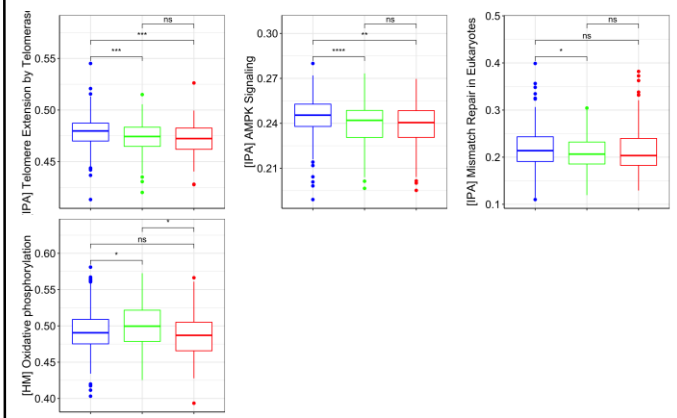 [IPA] Telomere Extension by Telomerase
0.55
0.50
0.45
ns
***
***
[IPA] AMPK Signaling
0.30
0.27
0.24
0.21
ns
**
****
[IPA] Mismatch Repair in Eukaryotes
0.5
0.4
0.3
0.2
0.1
ns
ns
*
[HM] Oxidative phosphorylation
0.60
0.55
0.50
0.45
0.40
*
ns
*